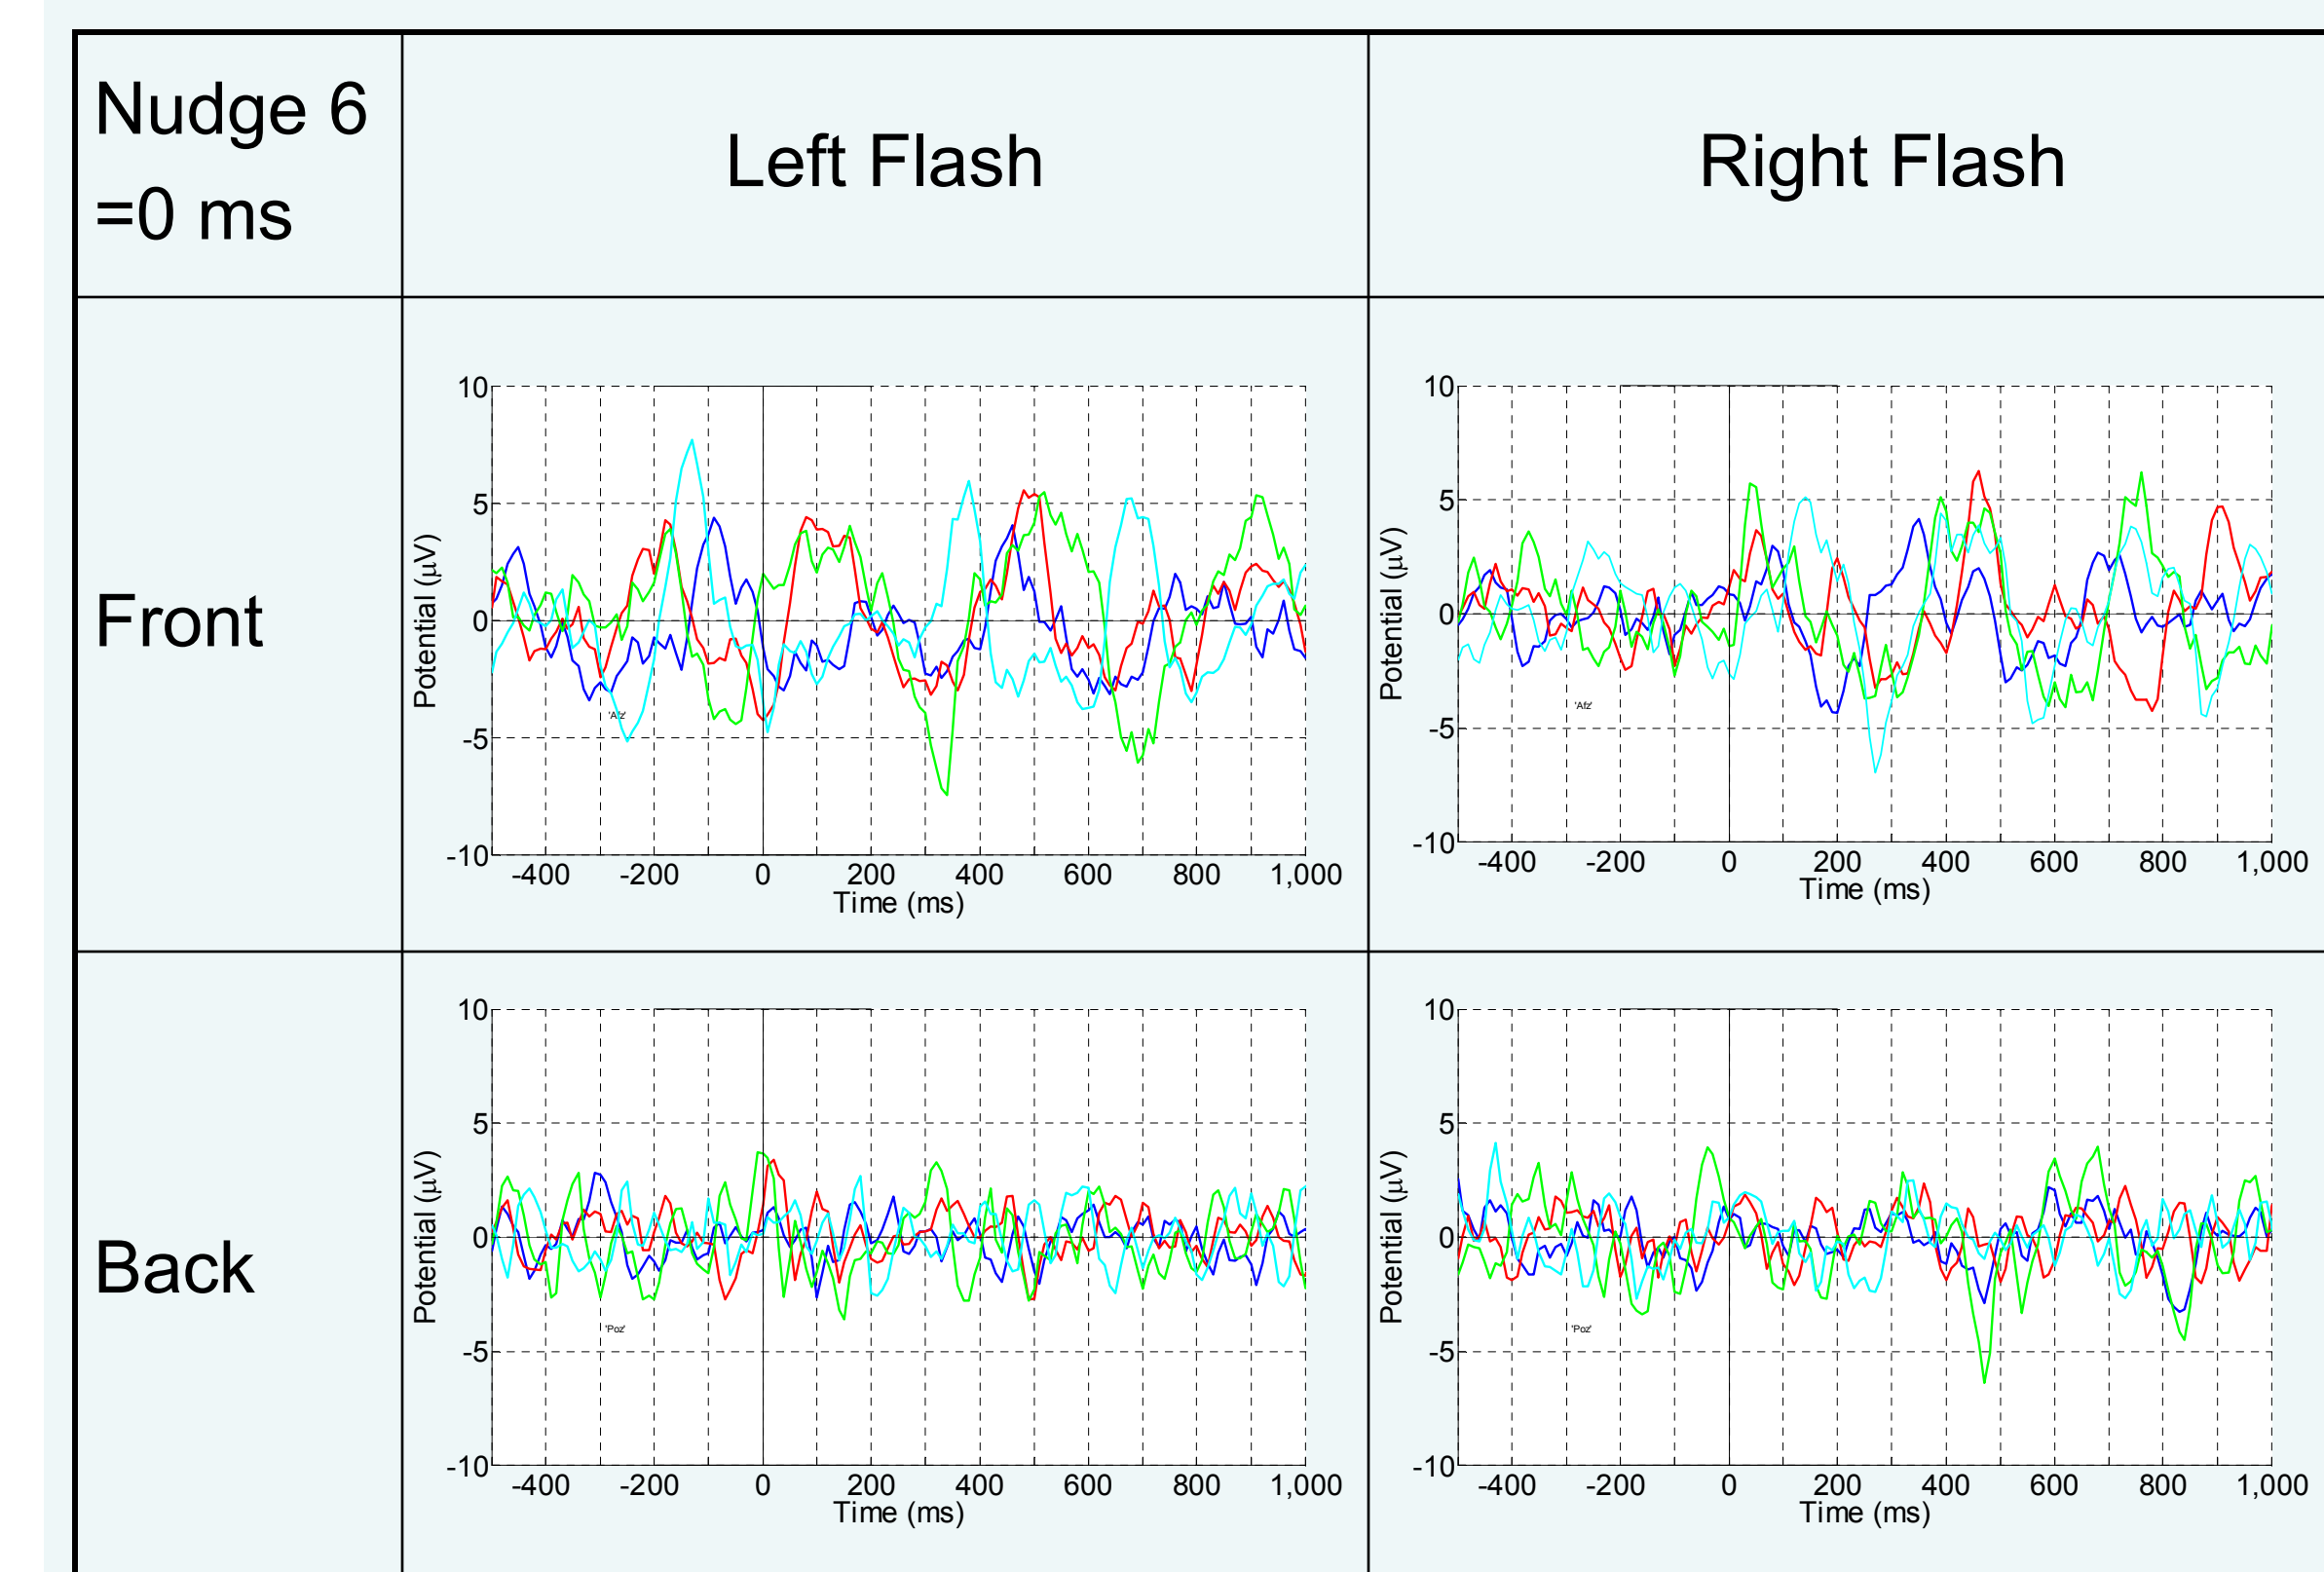 Nudge 6
=0 ms
Left Flash
Right Flash
Front
10
5
0
-5
-10
Potential (µV)
'Afz'
-400 -200 0 200 400 600 800 1,000
Time (ms)
10
5
0
-5
-10
Potential (µV)
'Afz'
-400 -200 0 200 400 600 800 1,000
Time (ms)
Back
10
5
0
-5
-10
Potential (µV)
'Poz'
-400 -200 0 200 400 600 800 1,000
Time (ms)
10
5
0
-5
-10
Potential (µV)
'Poz'
-400 -200 0 200 400 600 800 1,000
Time (ms)